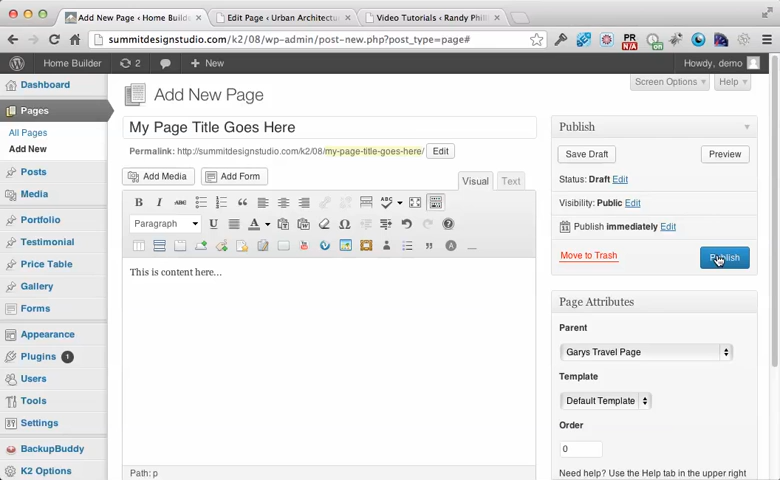 Add New Page ‹ Home Builde
Edit Page ‹ Urban Architectur
Video Tutorials ‹ Randy Philli
summitdesignstudio.com/k2/08/wp-admin/post-new.php?post_type=page#
PR
N/A
Home Builder
2
+ New
Howdy, demo
Dashboard
Pages
All Pages
Add New
Posts
Media
Portfolio
Testimonial
Price Table
Gallery
Forms
Appearance
Plugins 1
Users
Tools
Settings
BackupBuddy
K2 Options
Screen Options
Help
Add New Page
My Page Title Goes Here
Permalink: http://summitdesignstudio.com/k2/08/my-page-title-goes-here/ Edit
Add Media
Add Form
Visual
Text
B I ABC
ABC
Paragraph
U A
This is content here...
Path: p
Publish
Save Draft
Preview
Status: Draft Edit
Visibility: Public Edit
Publish immediately Edit
Move to Trash
Publish
Page Attributes
Parent
Garys Travel Page
Template
Default Template
Order
0
Need help? Use the Help tab in the upper right